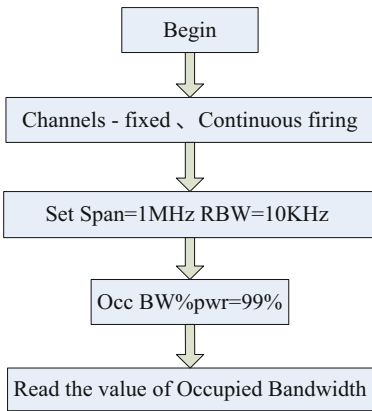 Begin
Channels - fixed 、 Continuous firing
Set Span=1MHz RBW=10KHz
Occ BW%pwr=99%
Read the value of Occupied Bandwidth